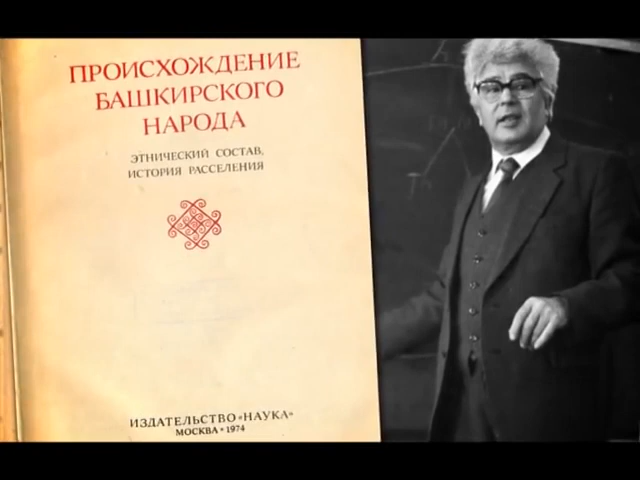 ПРОИСХОЖДЕНИЕ
БАШКИРСКОГО
НАРОДА
ЭТНИЧЕСКИЙ СОСТАВ,
ИСТОРИЯ РАССЕЛЕНИЯ
ИЗДАТЕЛЬСТВО «НАУКА»
МОСКВА • 1974